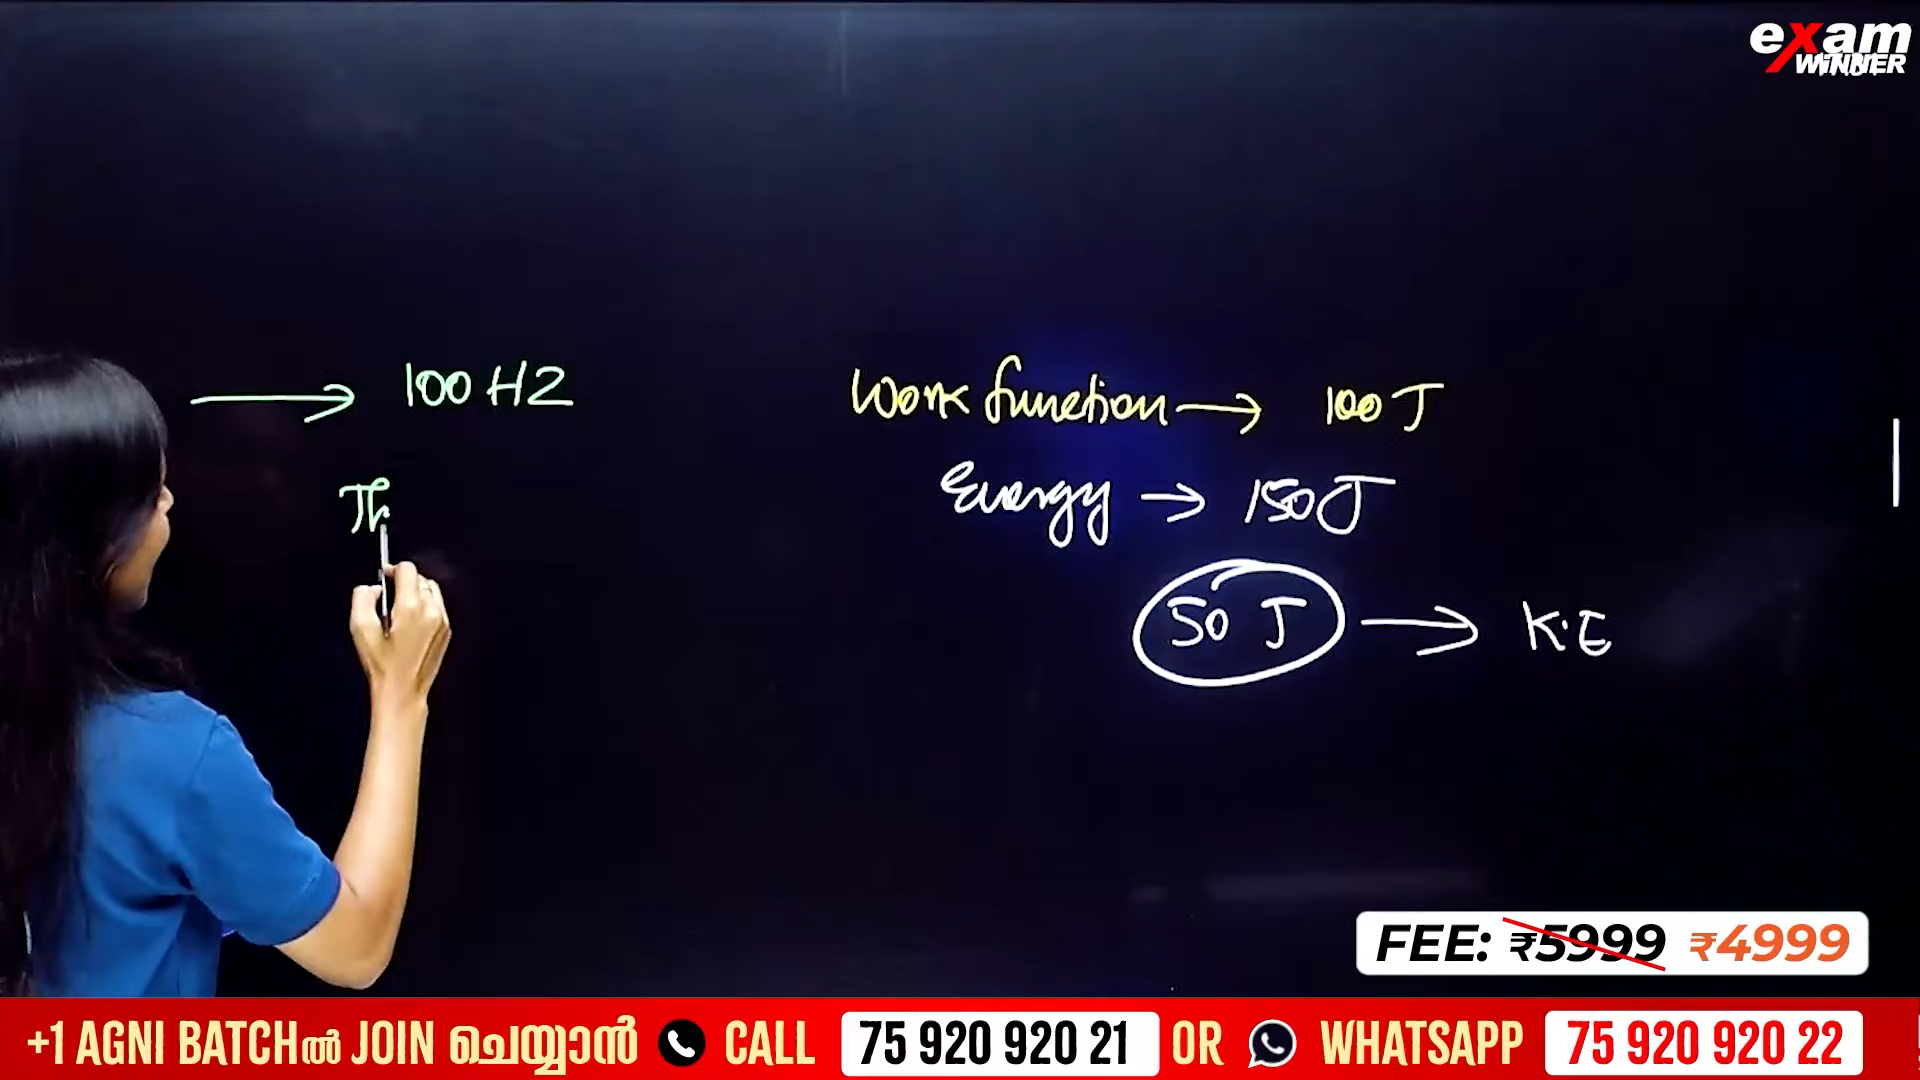 exam
WINNER
→ 100 HZ
Th
Work function → 100 J
Energy → 150 J
50 J → K.E
FEE: ₹5999 ₹4999
+1 AGNI BATCHൽ JOIN ചെയ്യാൻ CALL 75 920 920 21 OR WHATSAPP 75 920 920 22